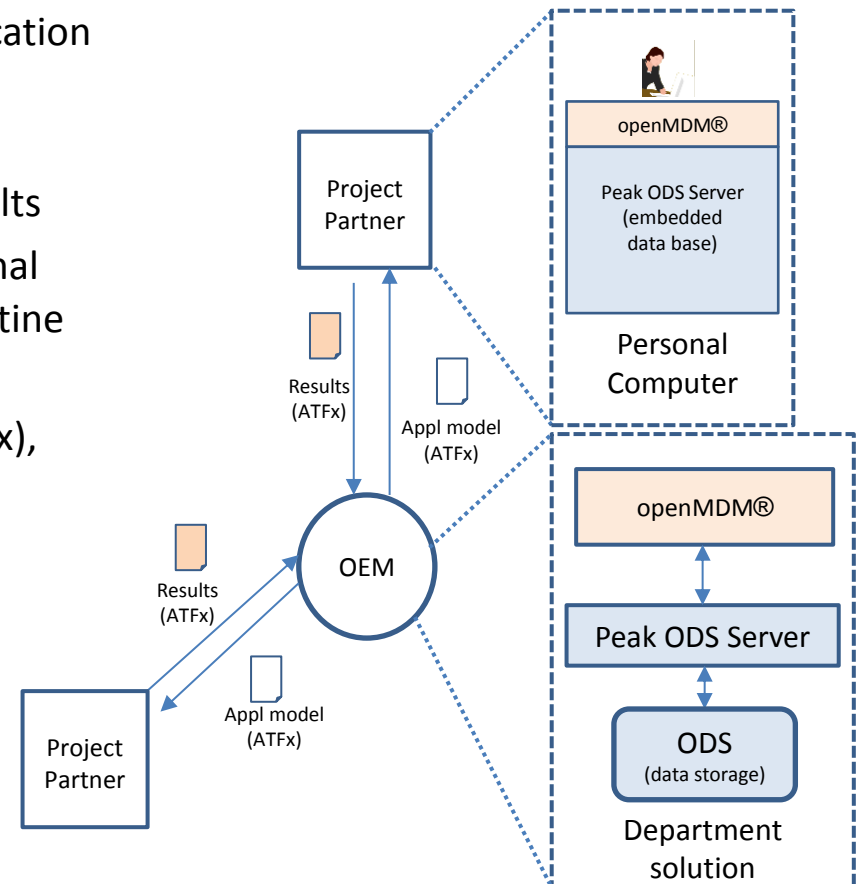 cation
lts
nal
tine
x),
Project
Partner
Results
(ATFx)
Appl model
(ATFx)
OEM
Results
(ATFx)
Appl model
(ATFx)
Project
Partner
openMDM®
Peak ODS Server
(embedded
data base)
Personal
Computer
openMDM®
Peak ODS Server
ODS
(data storage)
Department
solution